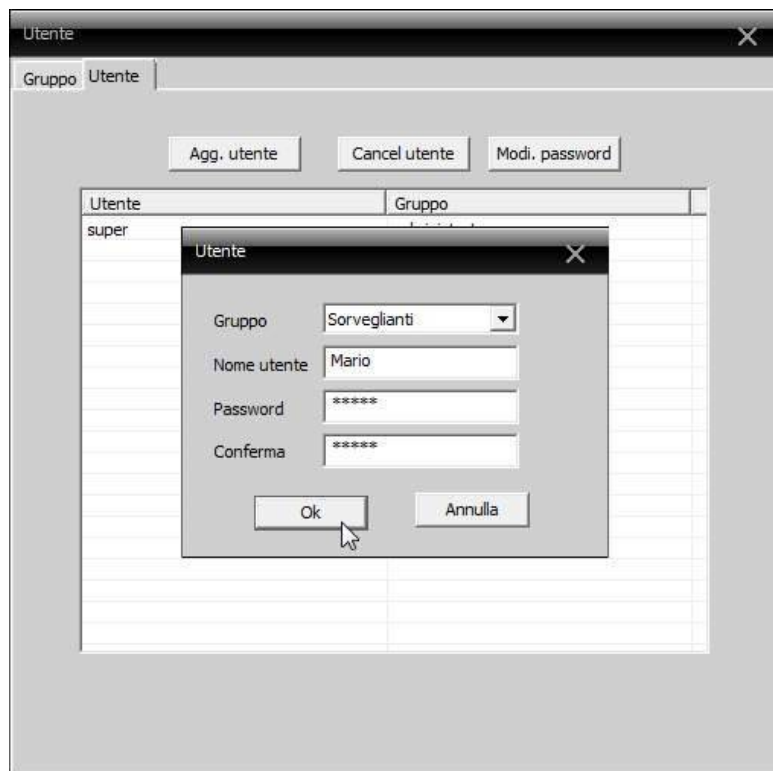 Utente
Gruppo Utente
Agg. utente Cancel utente Modi. password
Utente Gruppo
super
Utente
Gruppo Sorveglianti
Nome utente Mario
Password *****
Conferma *****
Ok Annulla